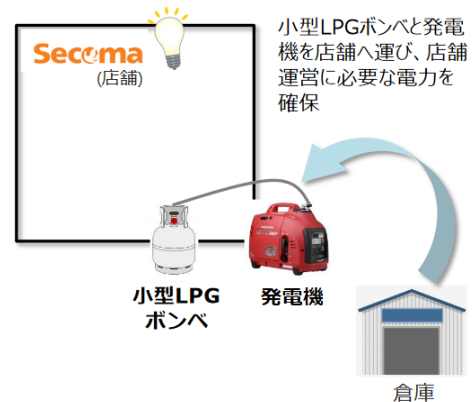 Secoma
(店舗)
小型LPGボンベと発電
機を店舗へ運び、店舗
運営に必要な電力を
確保
小型LPG
ボンベ
発電機
倉庫